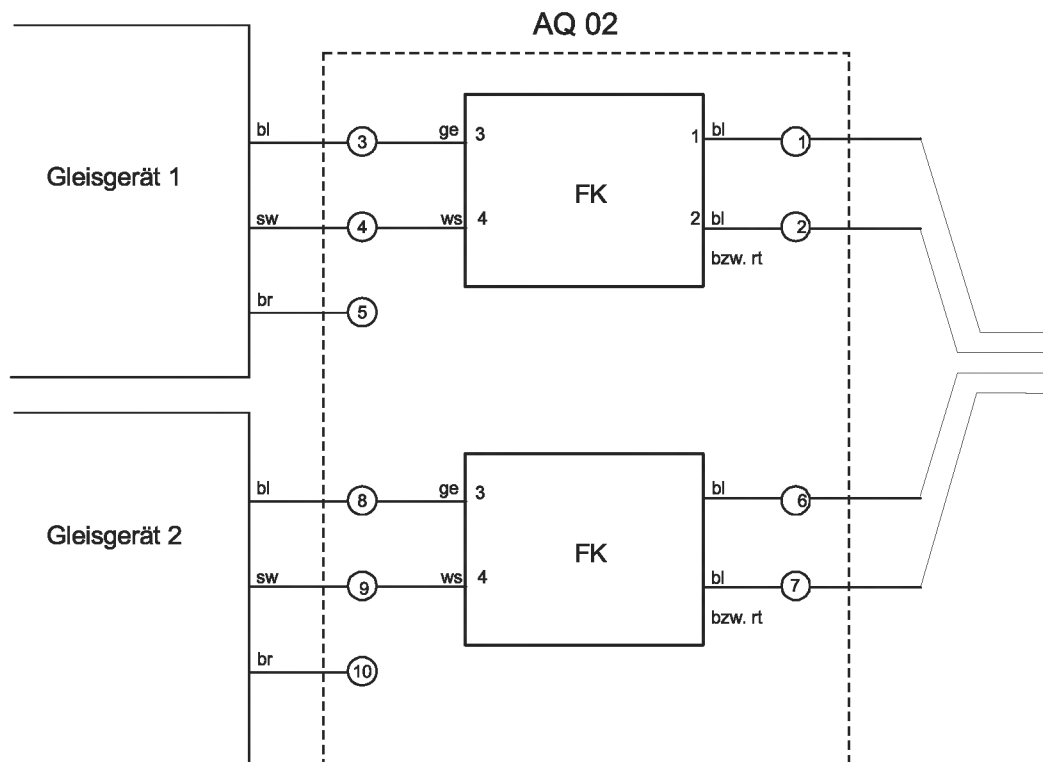 AQ 02
bl 3 ge 3 1 bl 1
Gleisgerät 1
FK
sw 4 ws 4 2 bl 2
bzw. rt
br 5
bl 8 ge 3 bl 6
Gleisgerät 2
FK
sw 9 ws 4 bl 7
bzw. rt
br 10